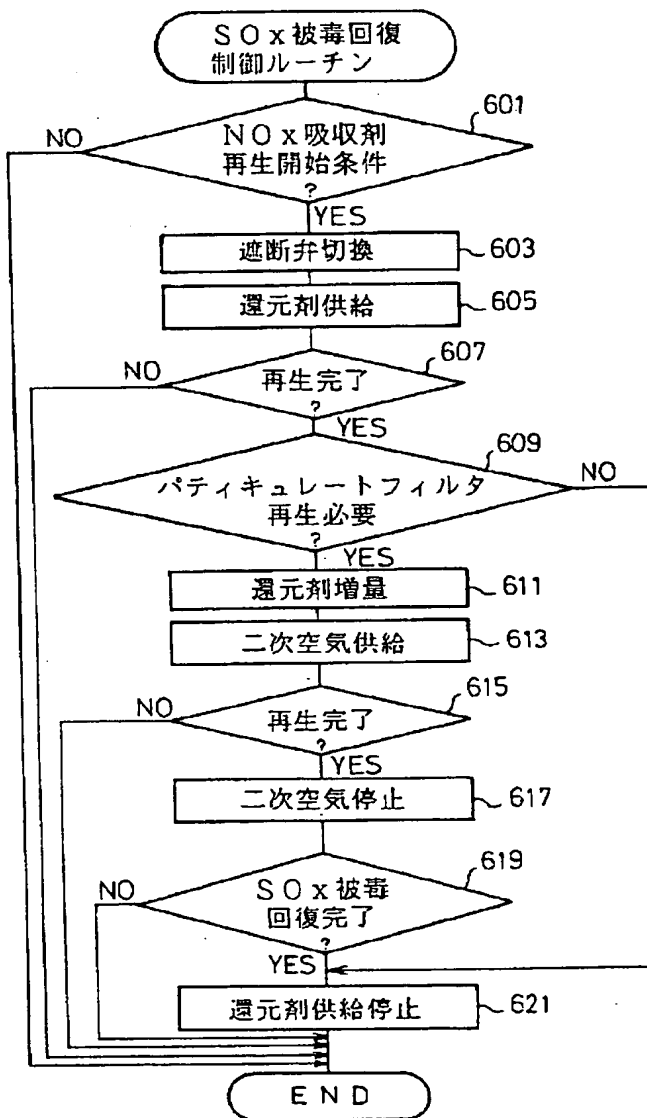 SOx被毒回復
制御ルーチン
601
NO
NOx吸収剤
再生開始条件
?
YES
遮断弁切換
603
還元剤供給
605
607
NO
再生完了
?
YES
609
NO
パティキュレートフィルタ
再生必要
?
YES
還元剤増量
611
二次空気供給
613
615
NO
再生完了
?
YES
二次空気停止
617
619
NO
SOx被毒
回復完了
?
YES
還元剤供給停止
621
END